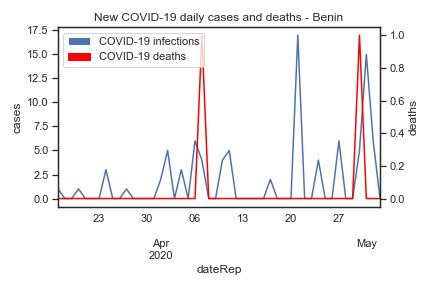 New COVID-19 daily cases and deaths - Benin
COVID-19 infections
COVID-19 deaths
cases
17.5
15.0
12.5
10.0
7.5
5.0
2.5
0.0
deaths
1.0
0.8
0.6
0.4
0.2
0.0
23 30 06 13 20 27
Apr May
2020
dateRep